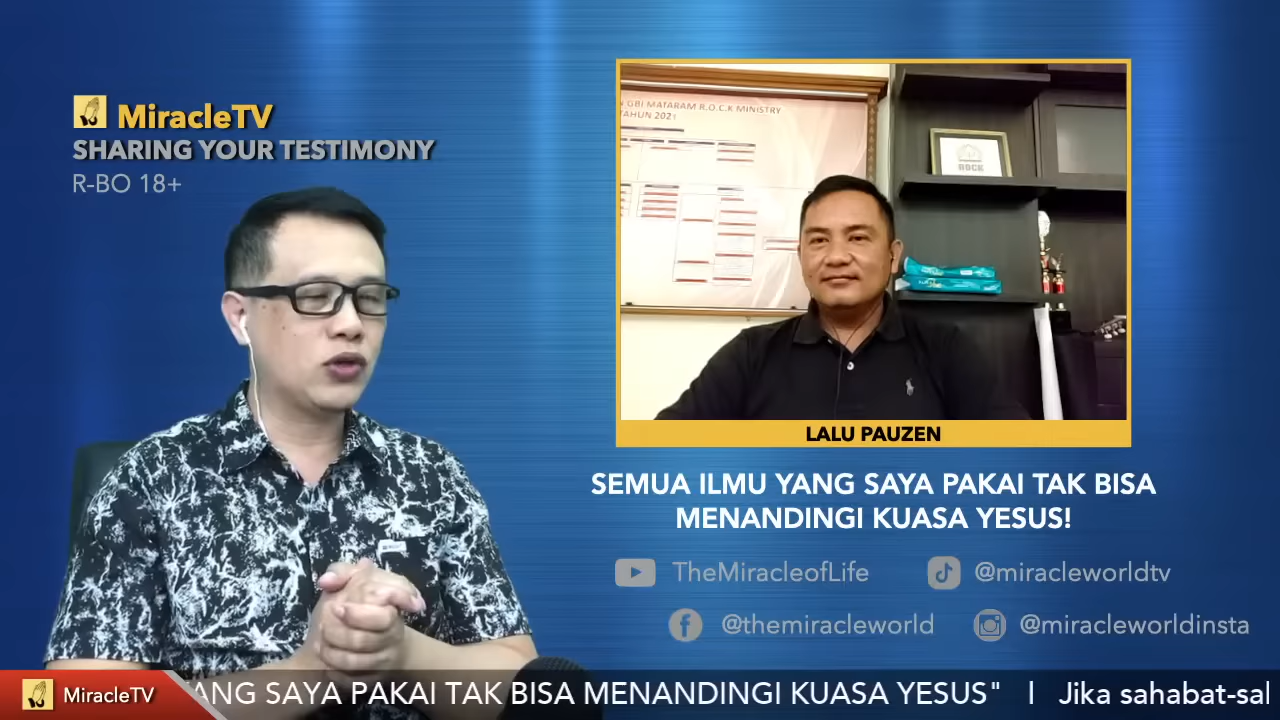 MiracleTV
SHARING YOUR TESTIMONY
R-BO 18+
N GBI MATARAM R.O.C.K MINISTRY
TAHUN 2021
ROCK
LALU PAUZEN
SEMUA ILMU YANG SAYA PAKAI TAK BISA
MENANDINGI KUASA YESUS!
TheMiracleofLife
@miracleworldtv
@themiracleworld
@miracleworldinsta
MiracleTV
ANG SAYA PAKAI TAK BISA MENANDINGI KUASA YESUS" | Jika sahabat-sal